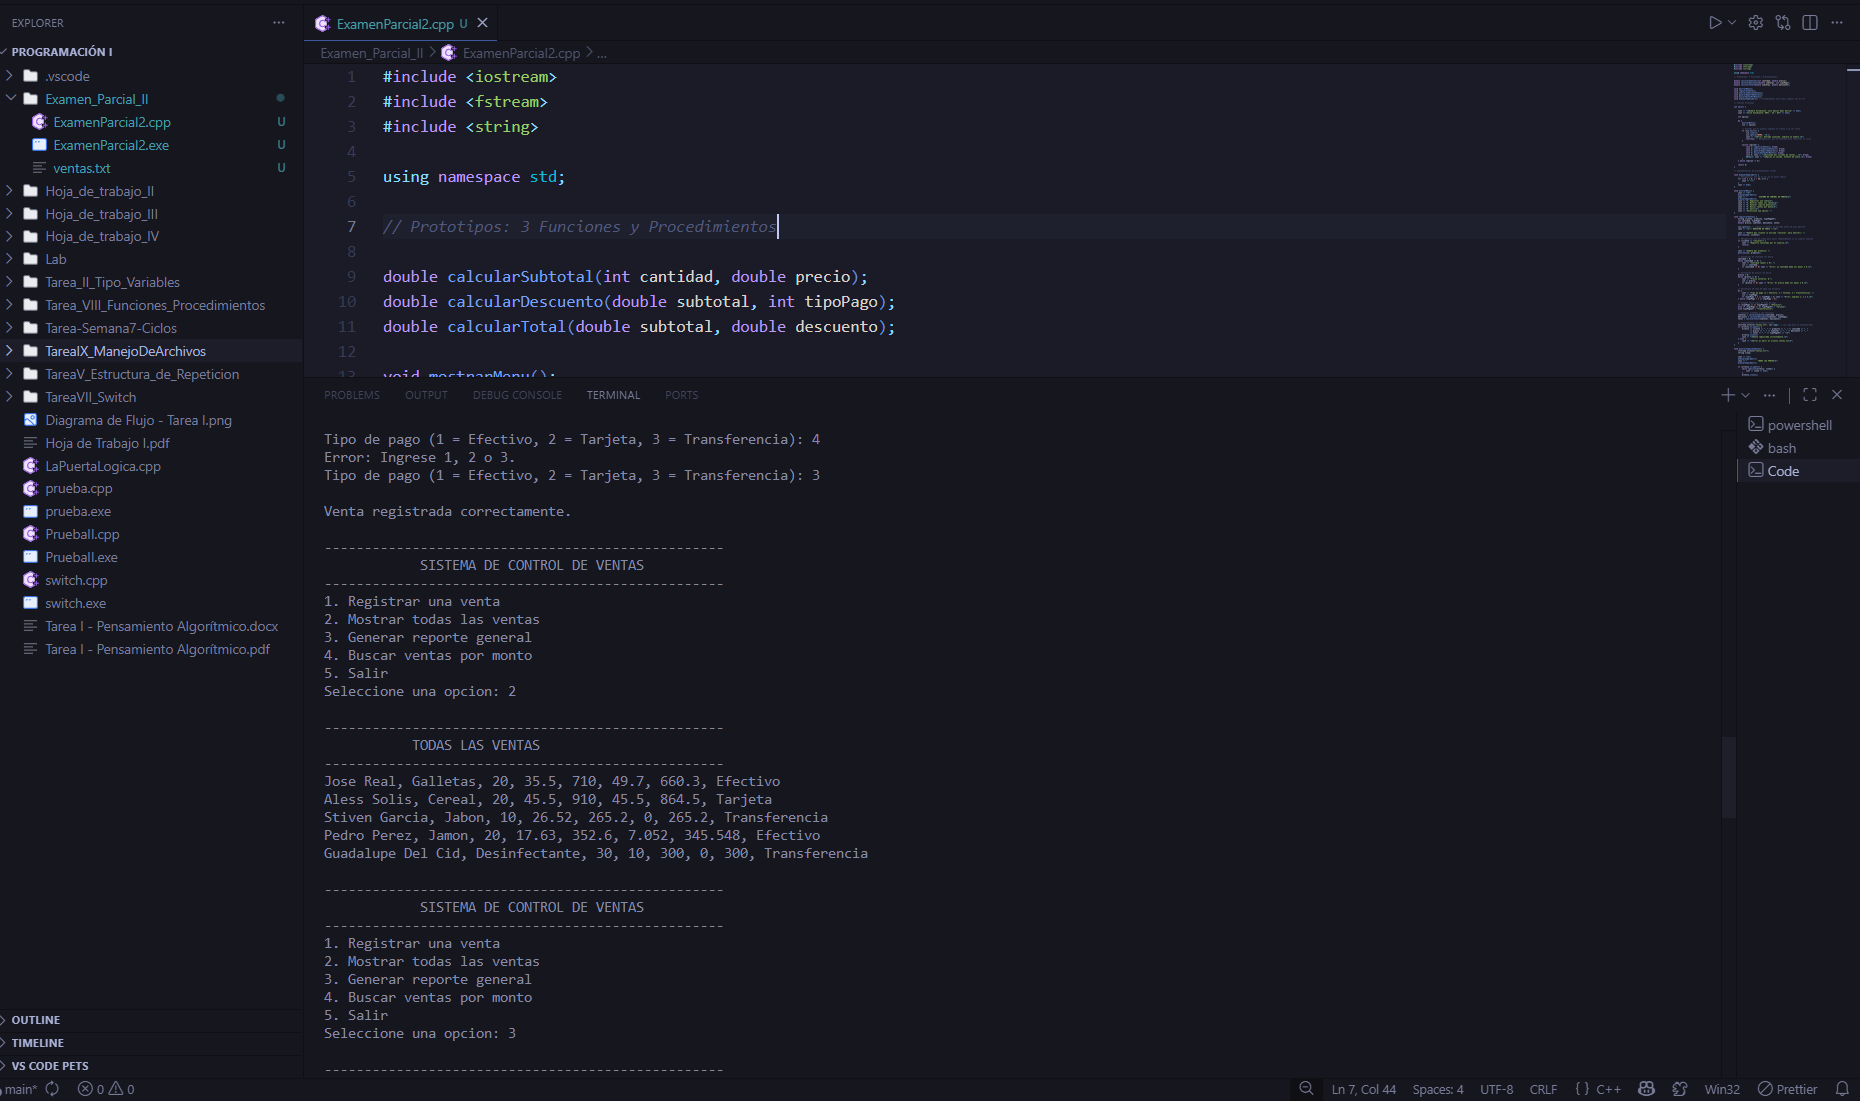 EXPLORER
PROGRAMACIÓN I
.vscode
Examen_Parcial_II
ExamenParcial2.cpp U
ExamenParcial2.exe U
ventas.txt U
Hoja_de_trabajo_II
Hoja_de_trabajo_III
Hoja_de_trabajo_IV
Lab
Tarea_II_Tipo_Variables
Tarea_VIII_Funciones_Procedimientos
Tarea-Semana7-Ciclos
TareaIX_ManejoDeArchivos
TareaV_Estructura_de_Repeticion
TareaVII_Switch
Diagrama de Flujo - Tarea I.png
Hoja de Trabajo I.pdf
LaPuertaLogica.cpp
prueba.cpp
prueba.exe
PruebaII.cpp
PruebaII.exe
switch.cpp
switch.exe
Tarea I - Pensamiento Algorítmico.docx
Tarea I - Pensamiento Algorítmico.pdf
OUTLINE
TIMELINE
VS CODE PETS
ExamenParcial2.cpp U
Examen_Parcial_II > ExamenParcial2.cpp > ...
1 #include <iostream>
2 #include <fstream>
3 #include <string>
4
5 using namespace std;
6
7 // Prototipos: 3 Funciones y Procedimientos
8
9 double calcularSubtotal(int cantidad, double precio);
10 double calcularDescuento(double subtotal, int tipoPago);
11 double calcularTotal(double subtotal, double descuento);
12
13 void mostrarMenu();
PROBLEMS OUTPUT DEBUG CONSOLE TERMINAL PORTS
Tipo de pago (1 = Efectivo, 2 = Tarjeta, 3 = Transferencia): 4
Error: Ingrese 1, 2 o 3.
Tipo de pago (1 = Efectivo, 2 = Tarjeta, 3 = Transferencia): 3
Venta registrada correctamente.
--------------------------------------------------
SISTEMA DE CONTROL DE VENTAS
--------------------------------------------------
1. Registrar una venta
2. Mostrar todas las ventas
3. Generar reporte general
4. Buscar ventas por monto
5. Salir
Seleccione una opcion: 2
--------------------------------------------------
TODAS LAS VENTAS
--------------------------------------------------
Jose Real, Galletas, 20, 35.5, 710, 49.7, 660.3, Efectivo
Aless Solis, Cereal, 20, 45.5, 910, 45.5, 864.5, Tarjeta
Stiven Garcia, Jabon, 10, 26.52, 265.2, 0, 265.2, Transferencia
Pedro Perez, Jamon, 20, 17.63, 352.6, 7.052, 345.548, Efectivo
Guadalupe Del Cid, Desinfectante, 30, 10, 300, 0, 300, Transferencia
--------------------------------------------------
SISTEMA DE CONTROL DE VENTAS
--------------------------------------------------
1. Registrar una venta
2. Mostrar todas las ventas
3. Generar reporte general
4. Buscar ventas por monto
5. Salir
Seleccione una opcion: 3
--------------------------------------------------
powershell
bash
Code
main* 0 0 Ln 7, Col 44 Spaces: 4 UTF-8 CRLF {} C++ Win32 Prettier